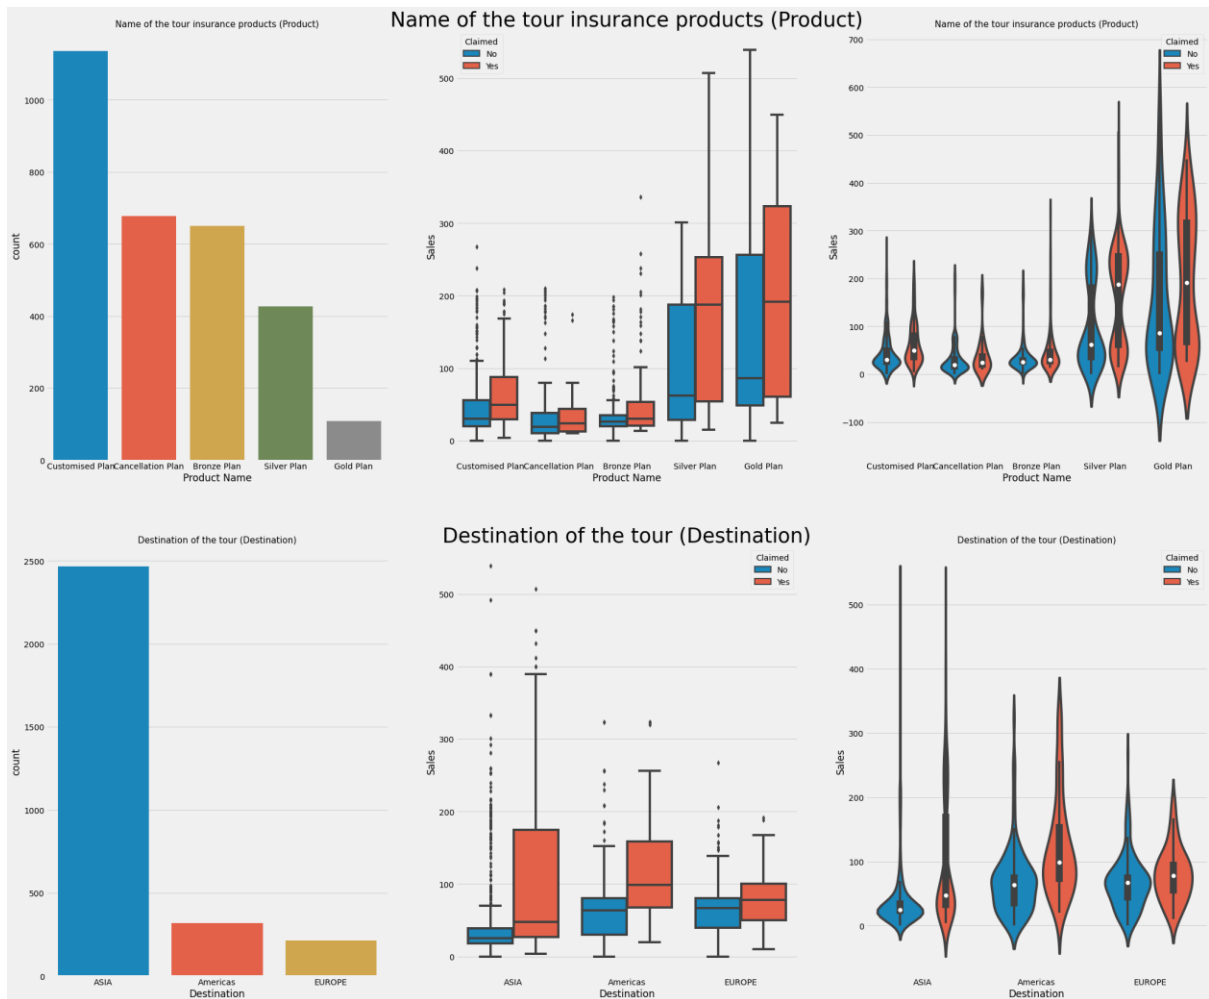 Name of the tour insurance products (Product)
count
1000
800
600
400
200
0
Customised Plan Cancellation Plan Bronze Plan Silver Plan Gold Plan
Product Name
Name of the tour insurance products (Product)
Claimed
No
Yes
Sales
500
400
300
200
100
0
Customised Plan Cancellation Plan Bronze Plan Silver Plan Gold Plan
Product Name
Name of the tour insurance products (Product)
Claimed
No
Yes
Sales
700
600
500
400
300
200
100
0
−100
Customised Plan Cancellation Plan Bronze Plan Silver Plan Gold Plan
Product Name
Destination of the tour (Destination)
count
2500
2000
1500
1000
500
0
ASIA Americas EUROPE
Destination
Destination of the tour (Destination)
Claimed
No
Yes
Sales
500
400
300
200
100
0
ASIA Americas EUROPE
Destination
Destination of the tour (Destination)
Claimed
No
Yes
Sales
500
400
300
200
100
0
ASIA Americas EUROPE
Destination